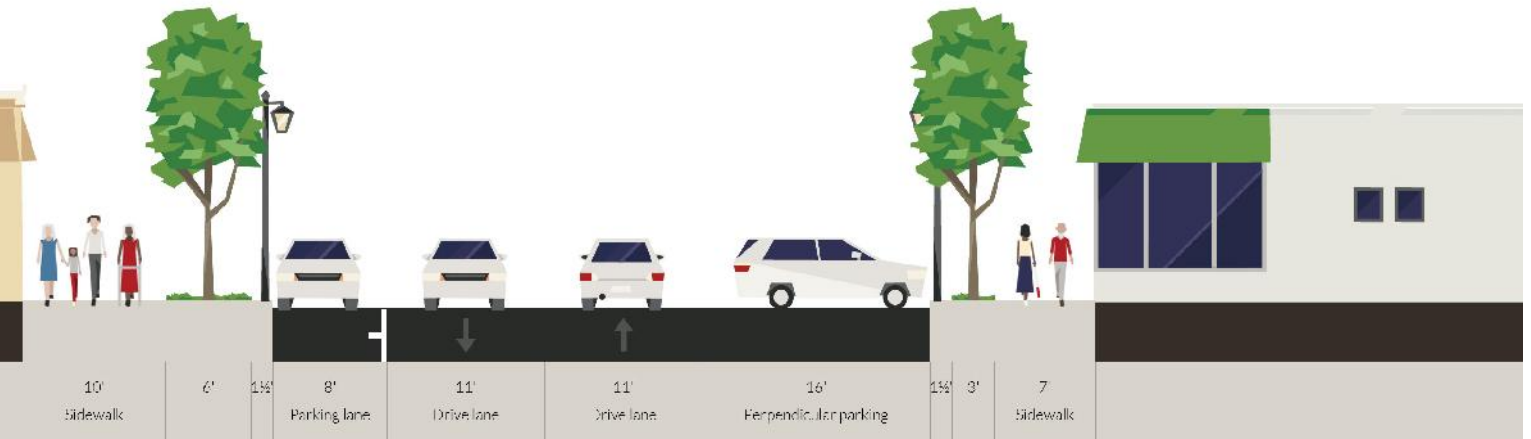 10' 6' 1½' 8' 11' 11' 16' 1½' 3' 7'
Sidewalk Parking lane Drive lane Drive lane Perpendicular parking Sidewalk